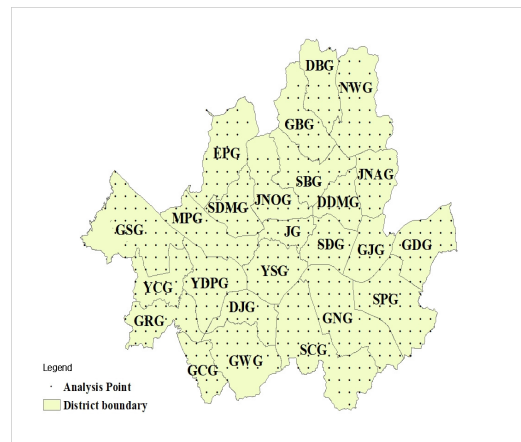 DBG
NWG
GBG
EPG
SBG
JNAG
SDMG
JNOG
DDMG
MPG
GSG
JG
SDG
GJG
GDG
YCG
YDPG
YSG
SPG
DJG
GRG
GNG
SCG
GCG
GWG
Legend
Analysis Point
District boundary